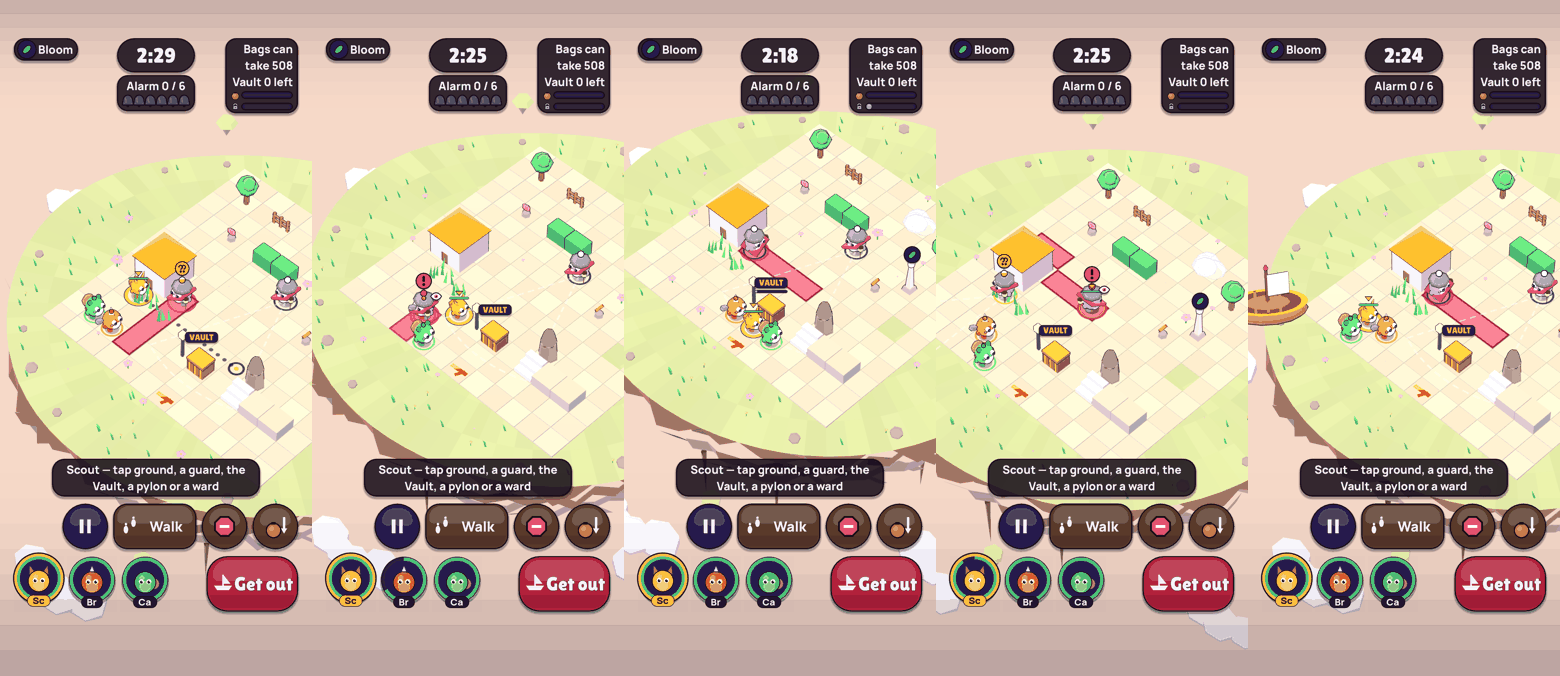 Bloom
2:29
Alarm 0 / 6
Bags can
take 508
Vault 0 left
??
VAULT
Scout – tap ground, a guard, the
Vault, a pylon or a ward
Walk
Sc
Br
Ca
Get out
Bloom
2:25
Alarm 0 / 6
Bags can
take 508
Vault 0 left
!
VAULT
Scout – tap ground, a guard, the
Vault, a pylon or a ward
Walk
Sc
Br
Ca
Get out
Bloom
2:18
Alarm 0 / 6
Bags can
take 508
Vault 0 left
VAULT
Scout – tap ground, a guard, the
Vault, a pylon or a ward
Walk
Sc
Br
Ca
Get out
Bloom
2:25
Alarm 0 / 6
Bags can
take 508
Vault 0 left
??
!
VAULT
Scout – tap ground, a guard, the
Vault, a pylon or a ward
Walk
Sc
Br
Ca
Get out
Bloom
2:24
Alarm 0 / 6
Bags can
take 508
Vault 0 left
VAULT
Scout – tap ground, a guard, the
Vault, a pylon or a ward
Walk
Sc
Br
Ca
Get out